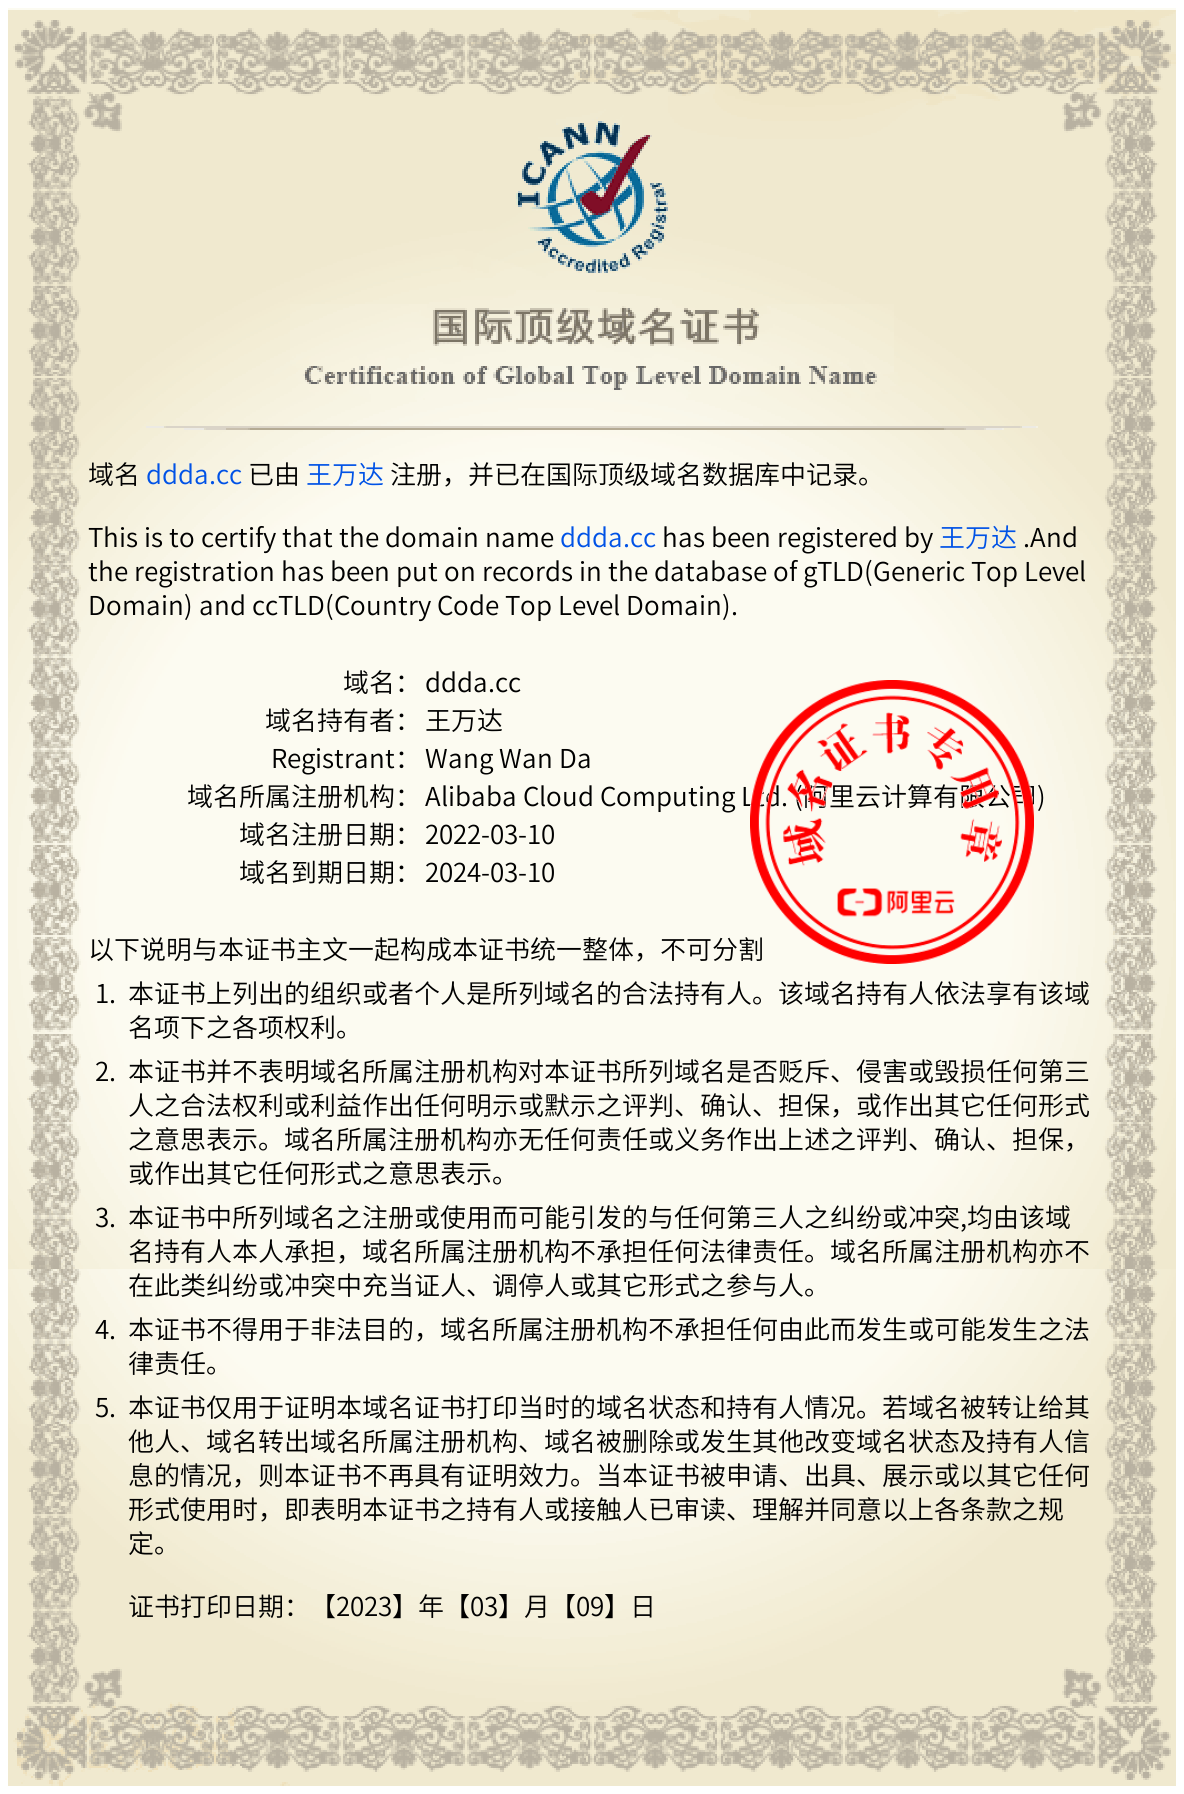 ICANN
Accredited Registrar
国际顶级域名证书
Certification of Global Top Level Domain Name
域名 ddda.cc 已由 王万达 注册，并已在国际顶级域名数据库中记录。
This is to certify that the domain name ddda.cc has been registered by 王万达 .And
the registration has been put on records in the database of gTLD(Generic Top Level
Domain) and ccTLD(Country Code Top Level Domain).
域名： ddda.cc
域名持有者： 王万达
Registrant： Wang Wan Da
域名所属注册机构： Alibaba Cloud Computing Ltd. (阿里云计算有限公司)
域名注册日期： 2022-03-10
域名到期日期： 2024-03-10
域名证书专用章
阿里云
以下说明与本证书主文一起构成本证书统一整体，不可分割
1. 本证书上列出的组织或者个人是所列域名的合法持有人。该域名持有人依法享有该域
名项下之各项权利。
2. 本证书并不表明域名所属注册机构对本证书所列域名是否贬斥、侵害或毁损任何第三
人之合法权利或利益作出任何明示或默示之评判、确认、担保，或作出其它任何形式
之意思表示。域名所属注册机构亦无任何责任或义务作出上述之评判、确认、担保，
或作出其它任何形式之意思表示。
3. 本证书中所列域名之注册或使用而可能引发的与任何第三人之纠纷或冲突,均由该域
名持有人本人承担，域名所属注册机构不承担任何法律责任。域名所属注册机构亦不
在此类纠纷或冲突中充当证人、调停人或其它形式之参与人。
4. 本证书不得用于非法目的，域名所属注册机构不承担任何由此而发生或可能发生之法
律责任。
5. 本证书仅用于证明本域名证书打印当时的域名状态和持有人情况。若域名被转让给其
他人、域名转出域名所属注册机构、域名被删除或发生其他改变域名状态及持有人信
息的情况，则本证书不再具有证明效力。当本证书被申请、出具、展示或以其它任何
形式使用时，即表明本证书之持有人或接触人已审读、理解并同意以上各条款之规
定。
证书打印日期：【2023】年【03】月【09】日